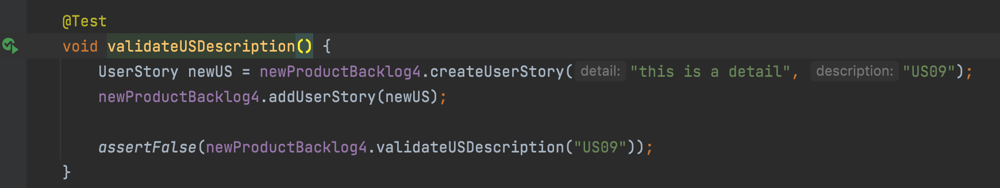 @Test
void validateUSDescription() {
UserStory newUS = newProductBacklog4.createUserStory( detail: "this is a detail", description: "US09");
newProductBacklog4.addUserStory(newUS);
assertFalse(newProductBacklog4.validateUSDescription("US09"));
}